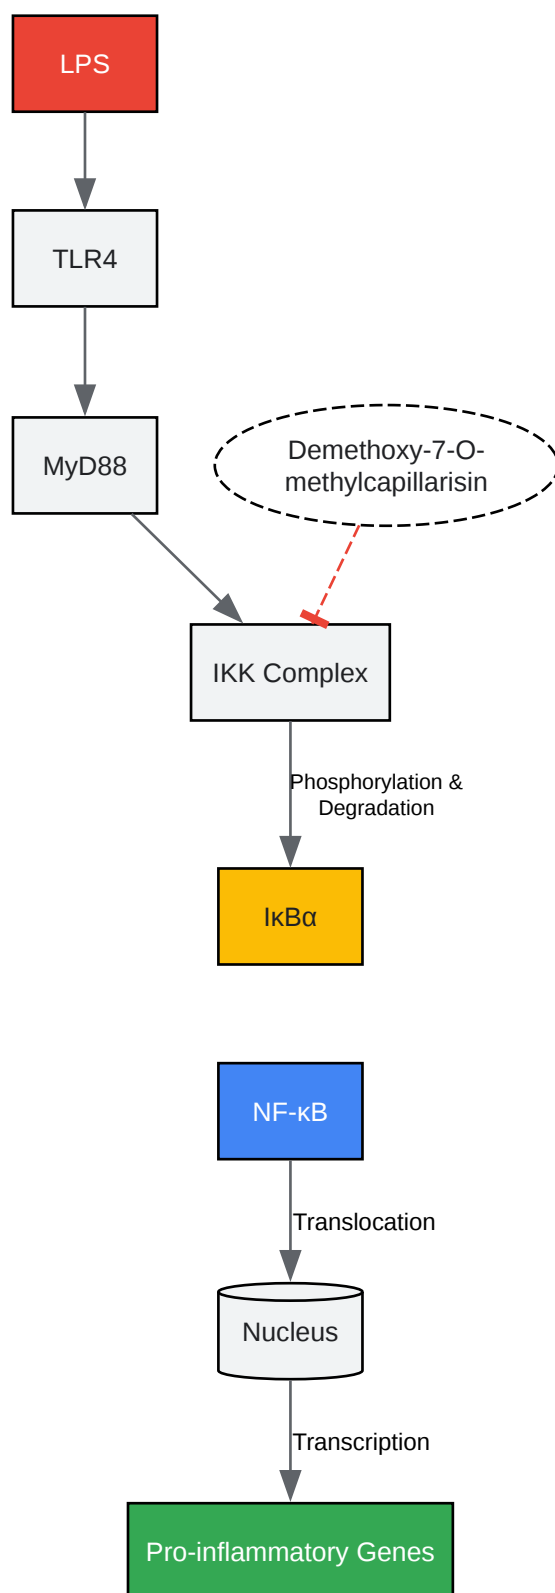 LPS
TLR4
MyD88
Demethoxy-7-O-
methylcapillarisin
IKK Complex
Phosphorylation &
Degradation
IκBα
NF-κB
Translocation
Nucleus
Transcription
Pro-inflammatory Genes